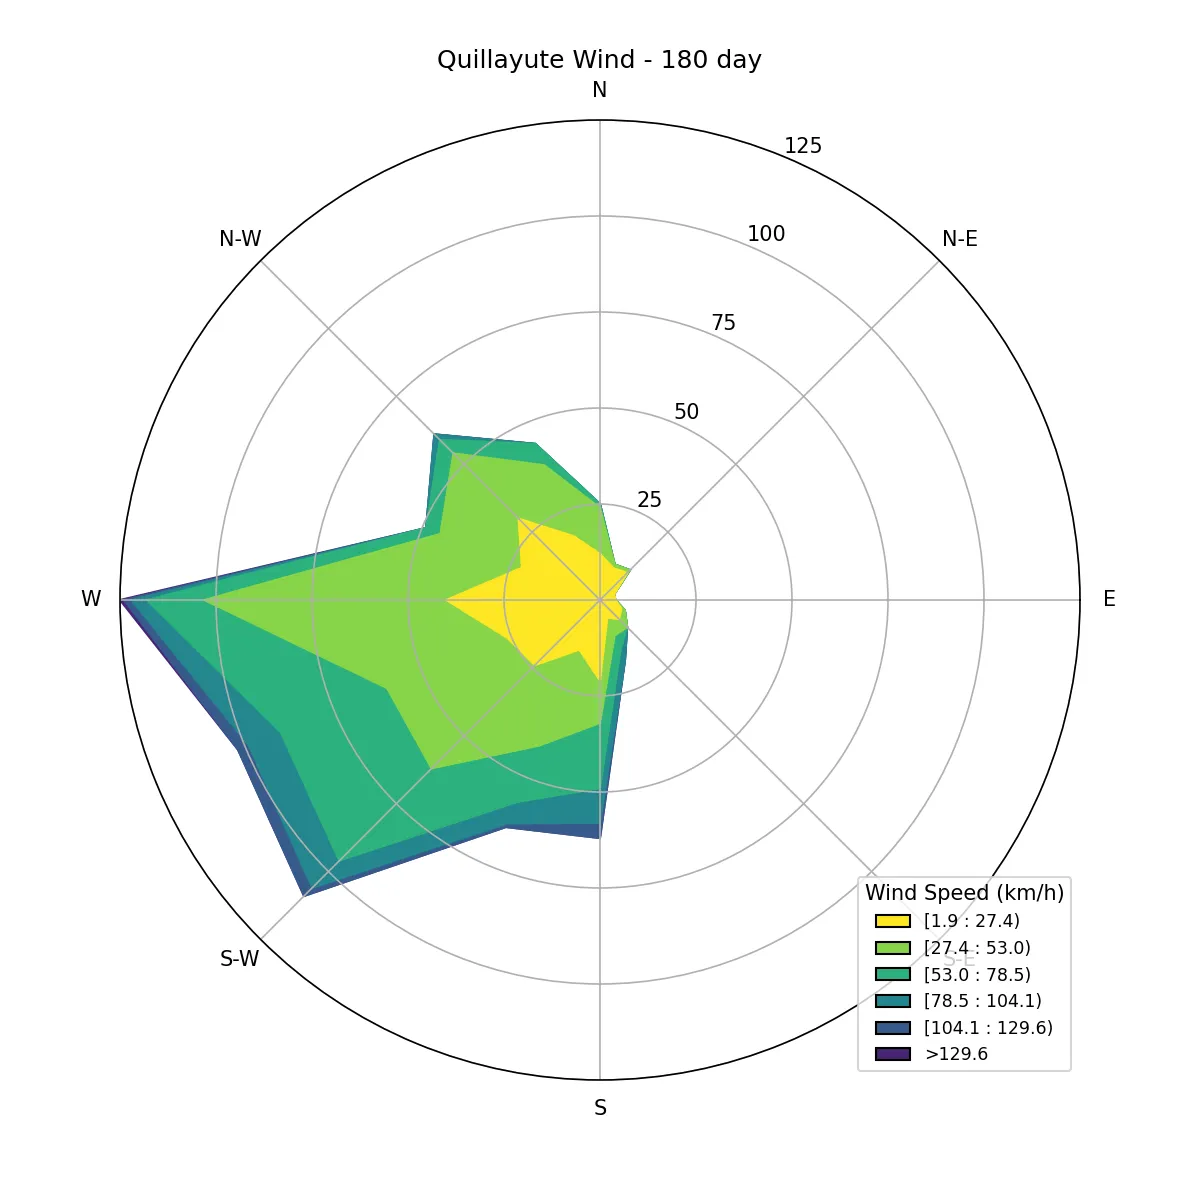 Quillayute Wind - 180 day
N
125
N-W
100
N-E
75
50
25
W
E
Wind Speed (km/h)
[1.9 : 27.4)
[27.4 : 53.0)
S-W
S-E
[53.0 : 78.5)
[78.5 : 104.1)
[104.1 : 129.6)
>129.6
S